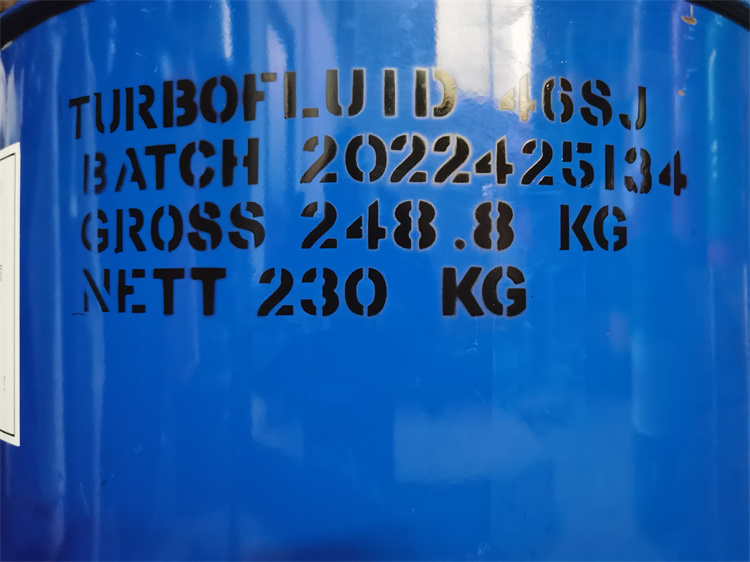 TURBOFLUID 46SJ
BATCH 2022425134
GROSS 248.8 KG
NETT 230 KG